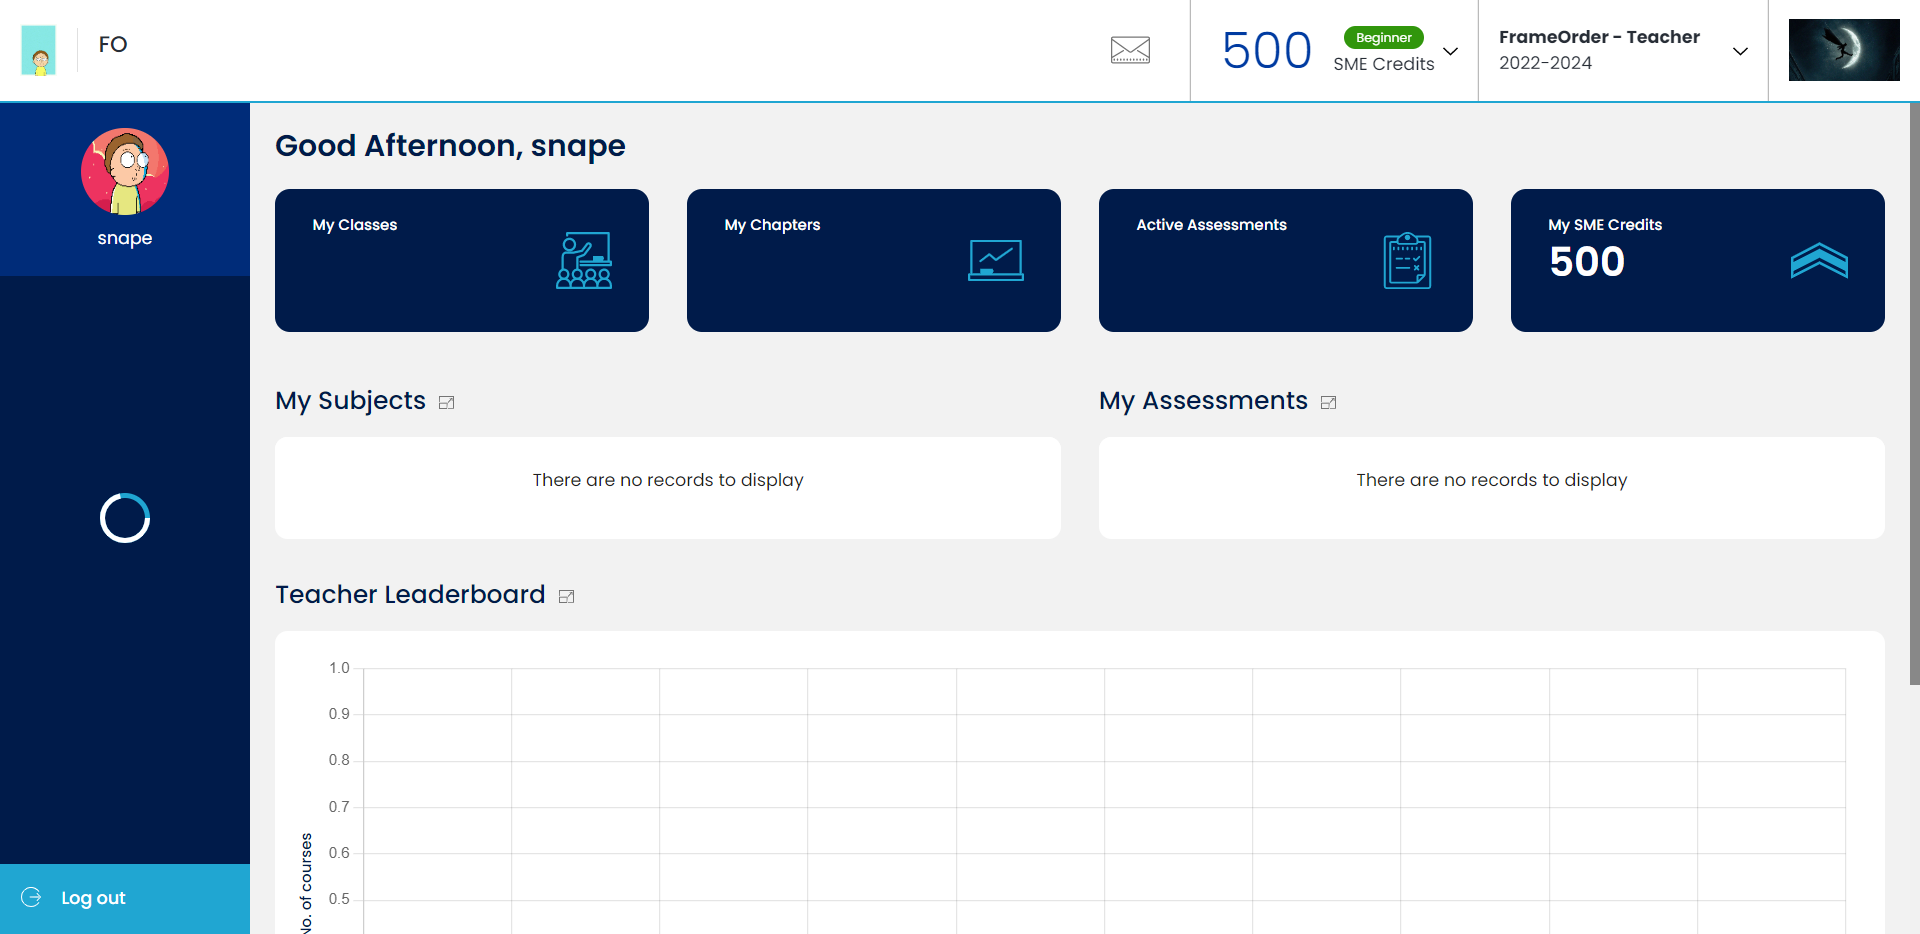 FO
500
Beginner
SME Credits
FrameOrder - Teacher
2022-2024
snape
Good Afternoon, snape
My Classes
My Chapters
Active Assessments
My SME Credits
500
My Subjects
My Assessments
There are no records to display
There are no records to display
Teacher Leaderboard
1.0
0.9
0.8
0.7
0.6
0.5
No. of courses
Log out